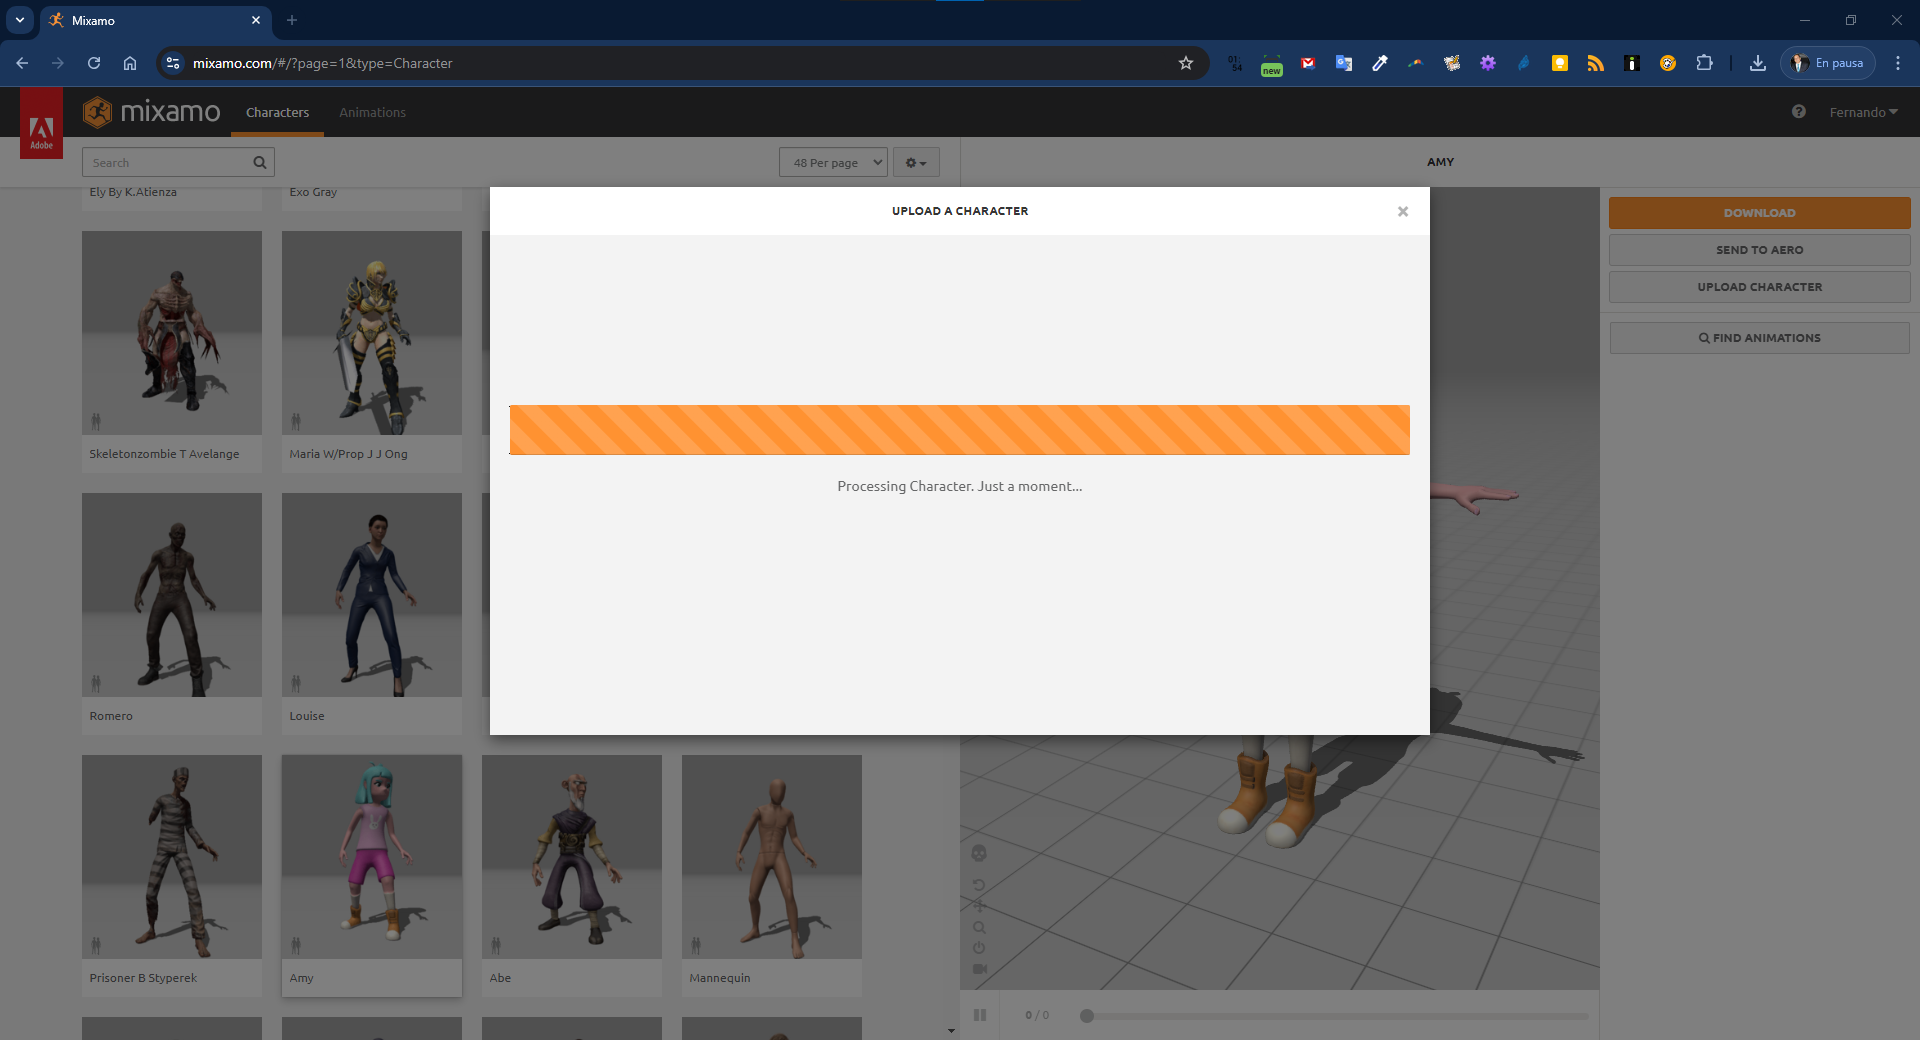 Mixamo
mixamo.com/#/?page=1&type=Character
01:
54
new
En pausa
Adobe
mixamo
Characters
Animations
Fernando
Search
48 Per page
AMY
Ely By K.Atienza
Exo Gray
UPLOAD A CHARACTER
DOWNLOAD
SEND TO AERO
UPLOAD CHARACTER
FIND ANIMATIONS
Skeletonzombie T Avelange
Maria W/Prop J J Ong
Processing Character. Just a moment...
Romero
Louise
Prisoner B Styperek
Amy
Abe
Mannequin
0 / 0